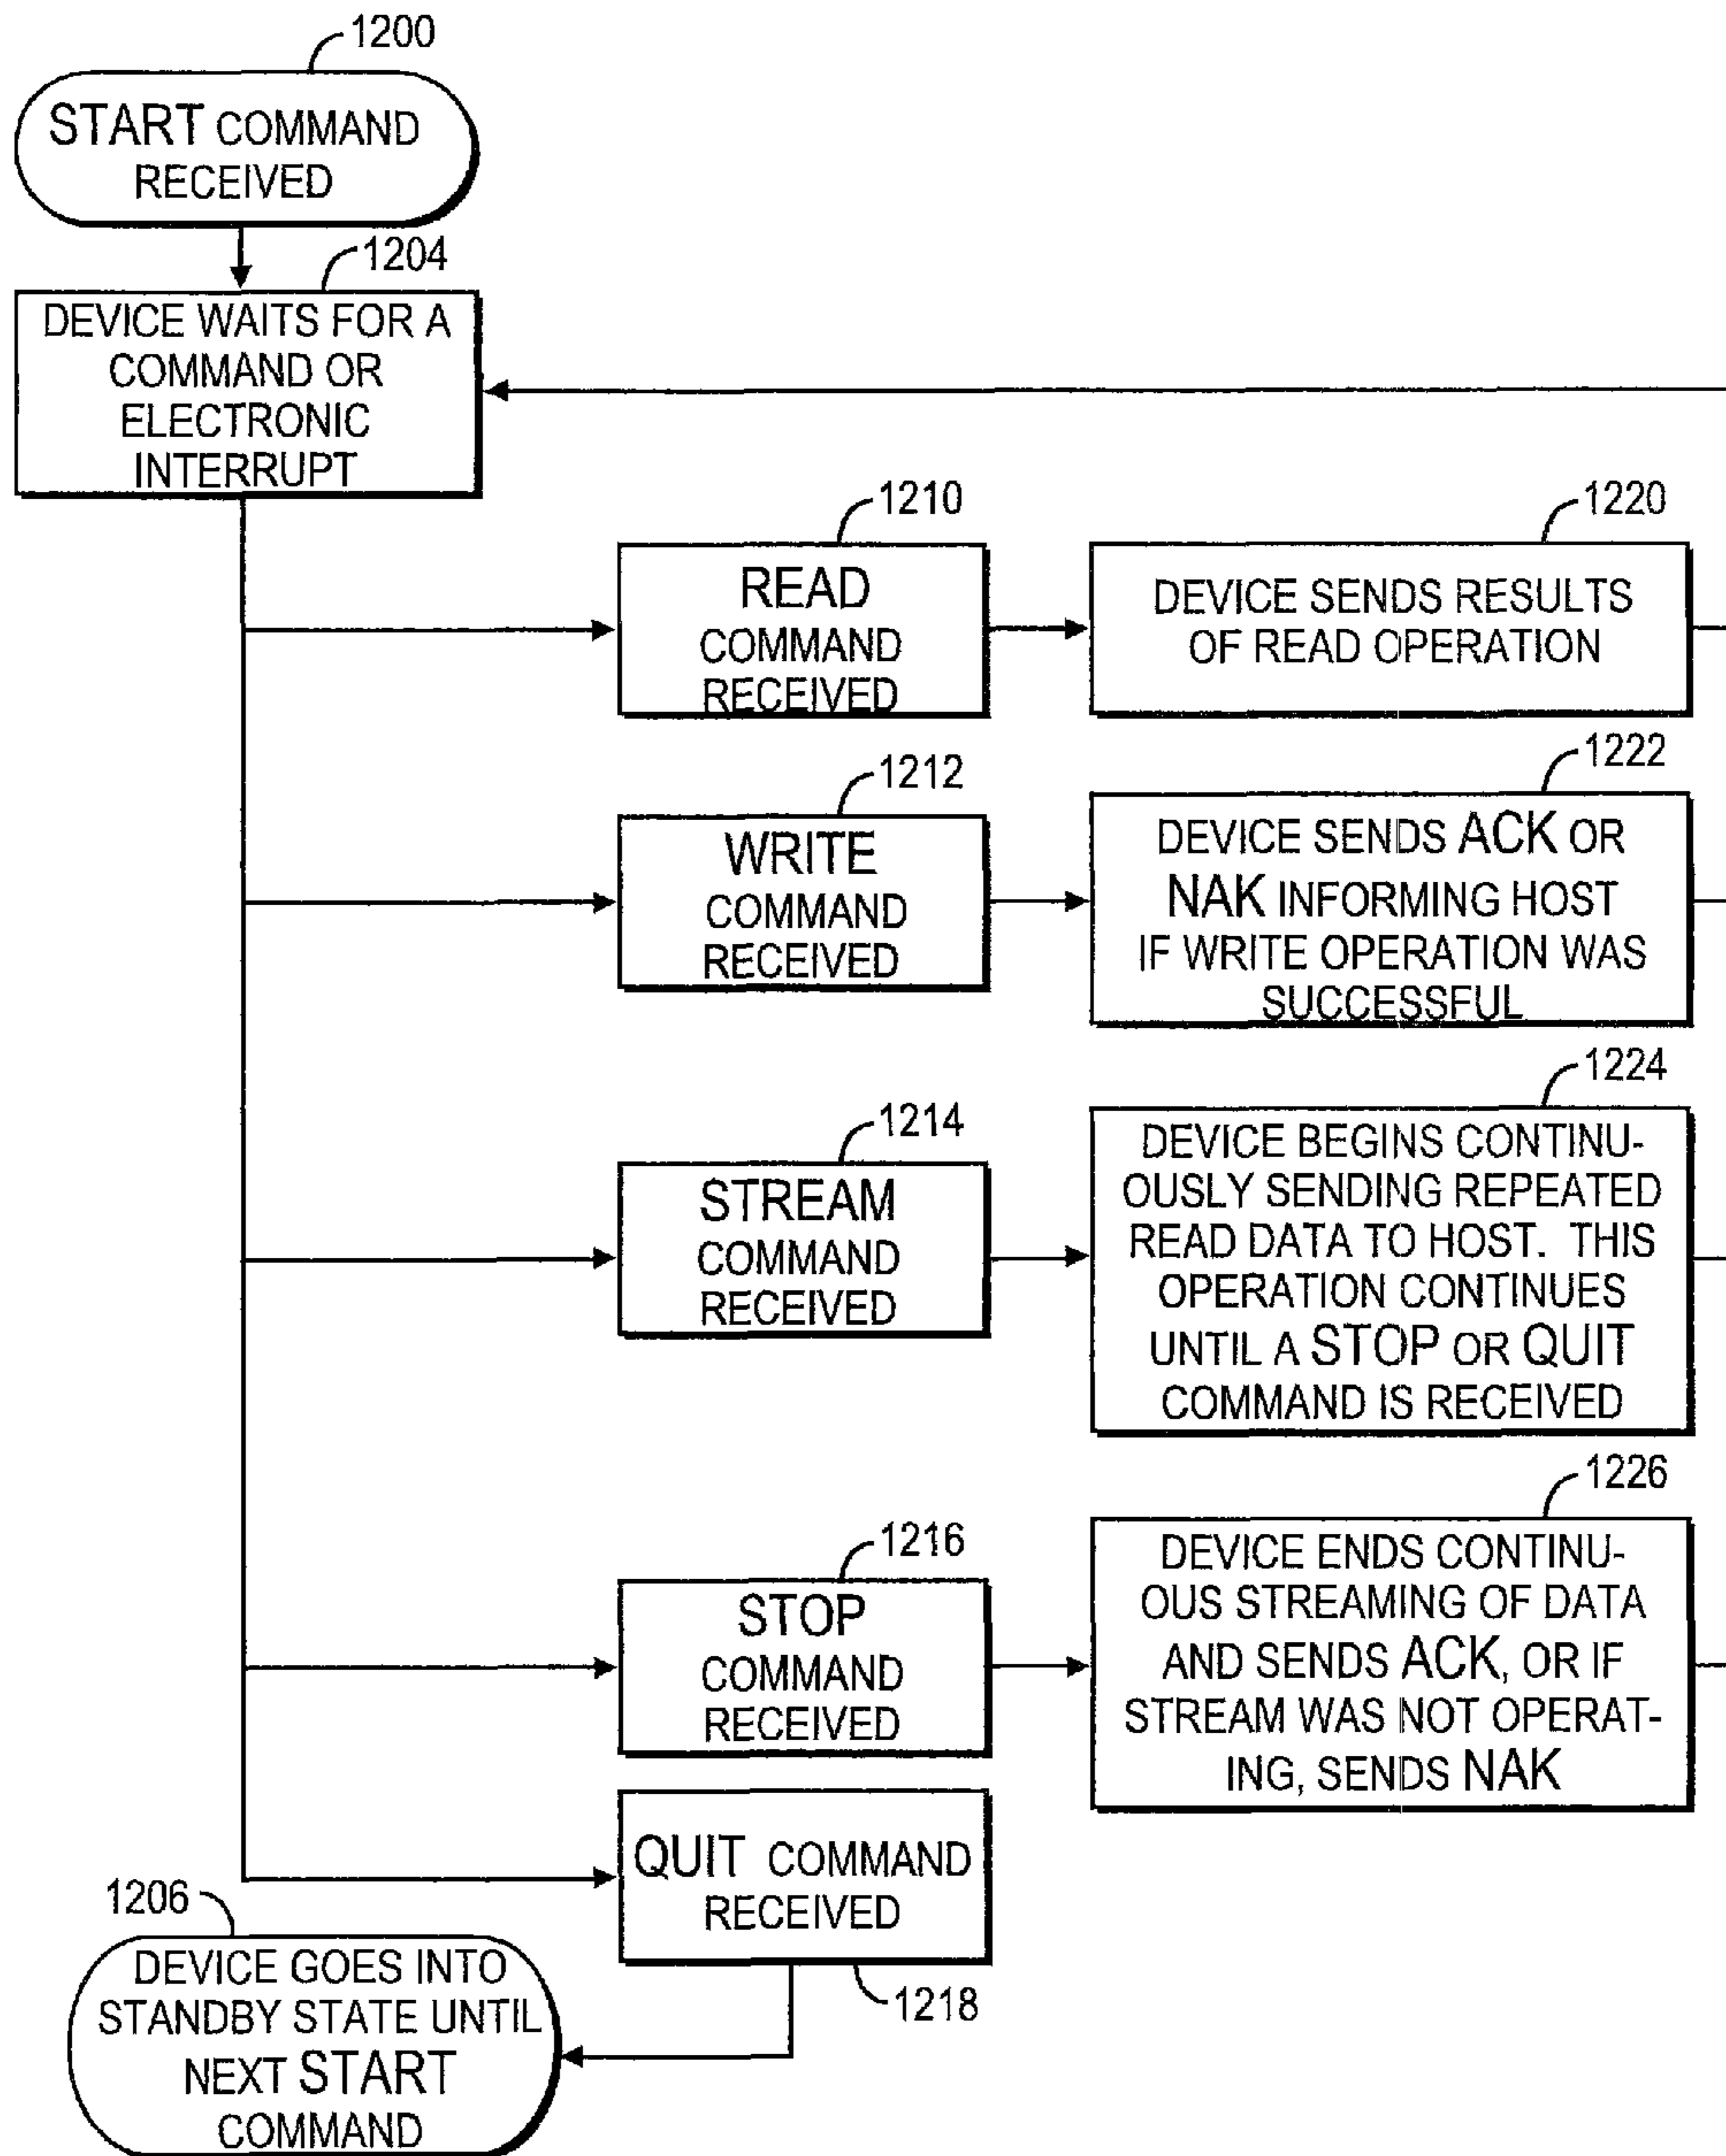 1200
START COMMAND
RECEIVED
1204
DEVICE WAITS FOR A
COMMAND OR
ELECTRONIC
INTERRUPT
1210
READ
COMMAND
RECEIVED
1220
DEVICE SENDS RESULTS
OF READ OPERATION
1212
WRITE
COMMAND
RECEIVED
1222
DEVICE SENDS ACK OR
NAK INFORMING HOST
IF WRITE OPERATION WAS
SUCCESSFUL
1214
STREAM
COMMAND
RECEIVED
1224
DEVICE BEGINS CONTINU-
OUSLY SENDING REPEATED
READ DATA TO HOST. THIS
OPERATION CONTINUES
UNTIL A STOP OR QUIT
COMMAND IS RECEIVED
1216
STOP
COMMAND
RECEIVED
1226
DEVICE ENDS CONTINU-
OUS STREAMING OF DATA
AND SENDS ACK, OR IF
STREAM WAS NOT OPERAT-
ING, SENDS NAK
QUIT COMMAND
RECEIVED
1218
1206
DEVICE GOES INTO
STANDBY STATE UNTIL
NEXT START
COMMAND